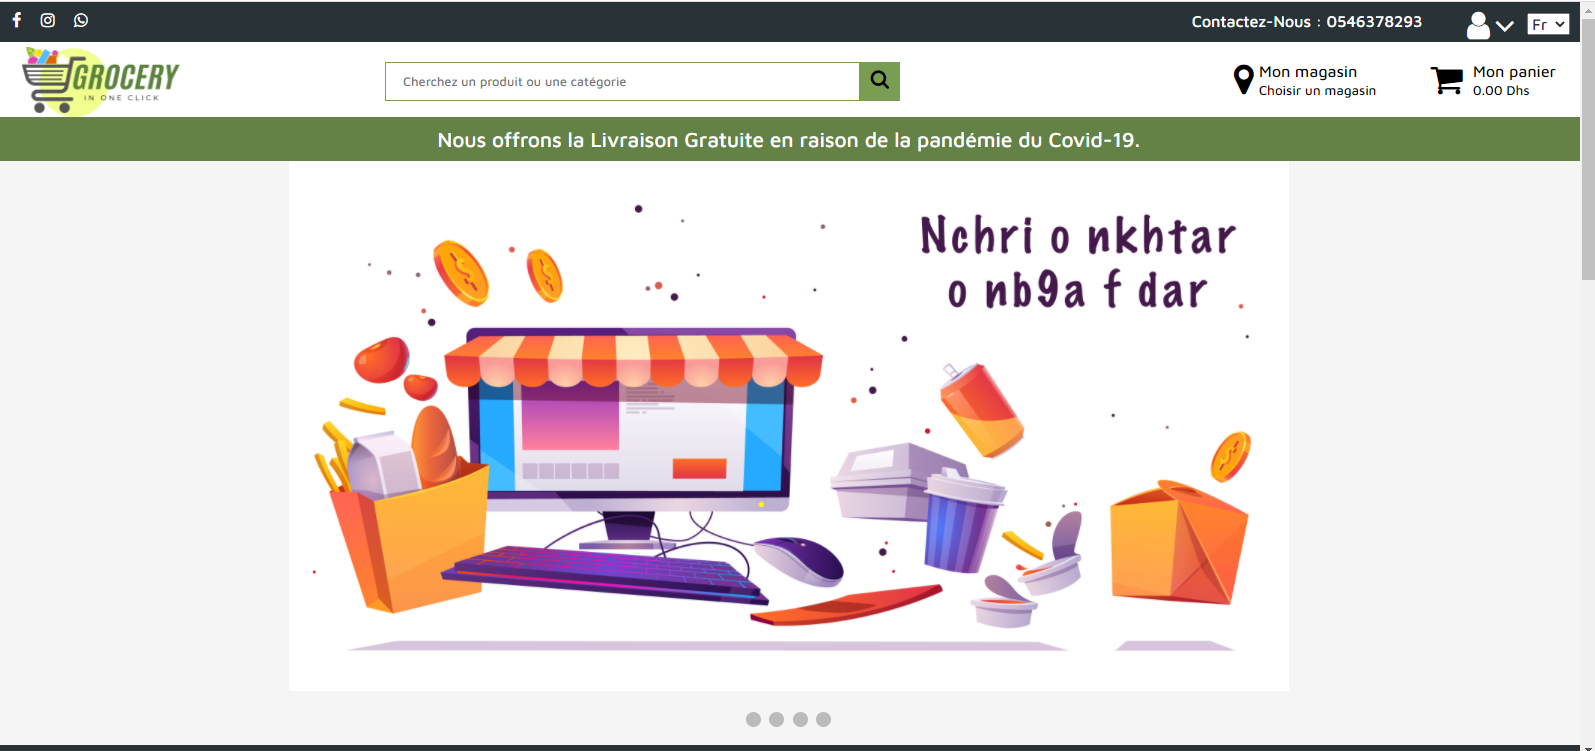 Contactez-Nous : 0546378293
Fr
GROCERY
IN ONE CLICK
Cherchez un produit ou une catégorie
Mon magasin
Choisir un magasin
Mon panier
0.00 Dhs
Nous offrons la Livraison Gratuite en raison de la pandémie du Covid-19.
Nchri o nkhtar
o nb9a f dar